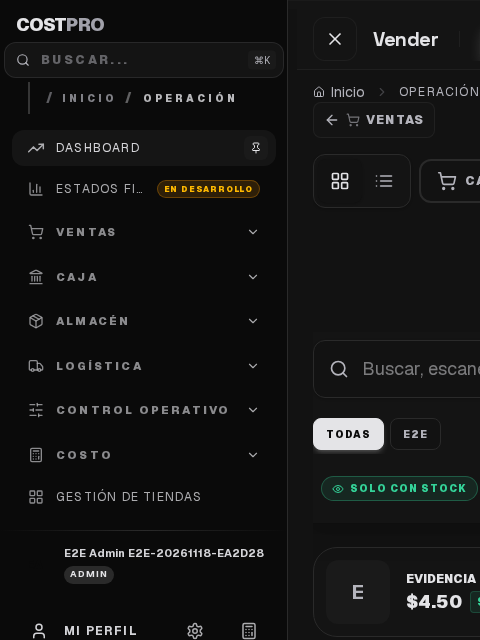 COSTPRO
BUSCAR...
⌘K
/ INICIO / OPERACIÓN
DASHBOARD
ESTADOS FI...
EN DESARROLLO
VENTAS
CAJA
ALMACÉN
LOGÍSTICA
CONTROL OPERATIVO
COSTO
GESTIÓN DE TIENDAS
E2E Admin E2E-20261118-EA2D28
ADMIN
MI PERFIL
Vender
Inicio
OPERACIÓN
VENTAS
Buscar, escane
TODAS
E2E
SOLO CON STOCK
E
EVIDENCIA
$4.50